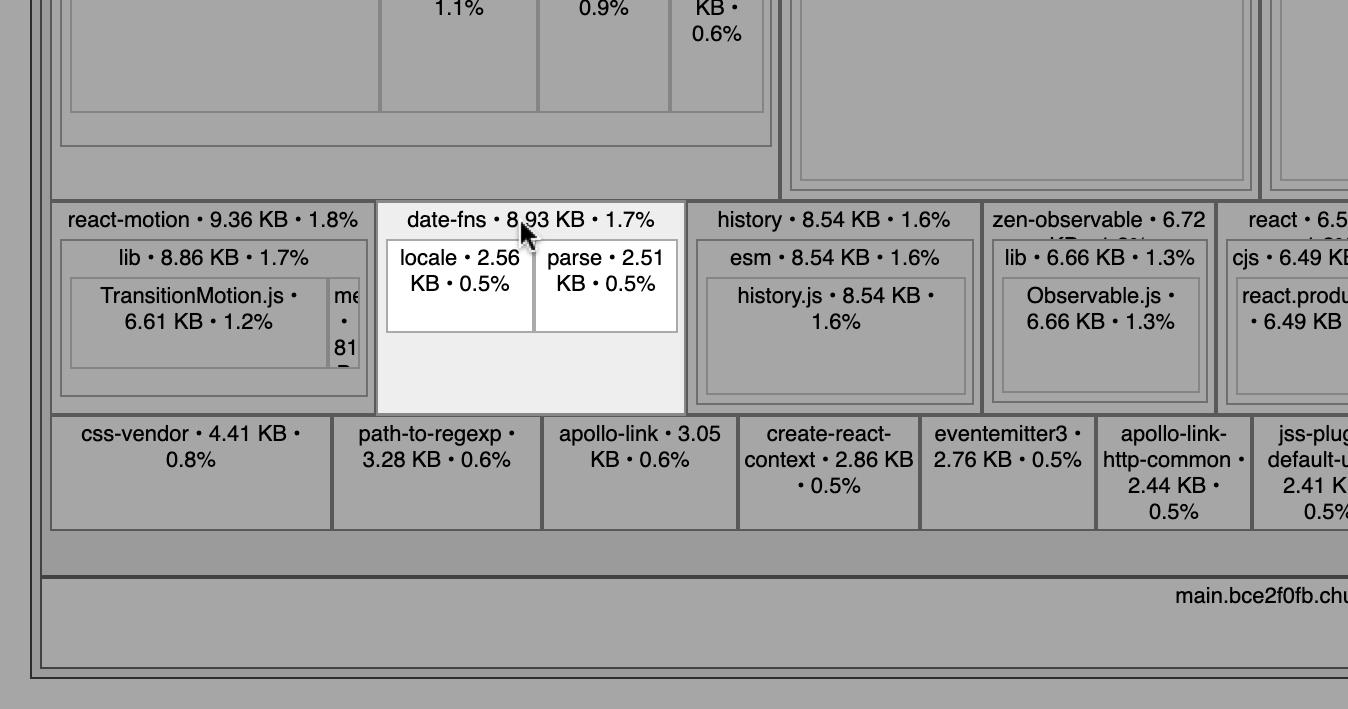 1.1%
0.9%
KB •
0.6%
react-motion • 9.36 KB • 1.8%
lib • 8.86 KB • 1.7%
TransitionMotion.js •
6.61 KB • 1.2%
•
81
date-fns • 8.93 KB • 1.7%
locale • 2.56
KB • 0.5%
parse • 2.51
KB • 0.5%
history • 8.54 KB • 1.6%
esm • 8.54 KB • 1.6%
history.js • 8.54 KB •
1.6%
zen-observable • 6.72
lib • 6.66 KB • 1.3%
Observable.js •
6.66 KB • 1.3%
react • 6.5
cjs • 6.49 KB
react.produ
• 6.49 KB
css-vendor • 4.41 KB •
0.8%
path-to-regexp •
3.28 KB • 0.6%
apollo-link • 3.05
KB • 0.6%
create-react-
context • 2.86 KB
• 0.5%
eventemitter3 •
2.76 KB • 0.5%
apollo-link-
http-common •
2.44 KB •
0.5%
jss-plug
default-u
2.41 K
0.5%
main.bce2f0fb.chu